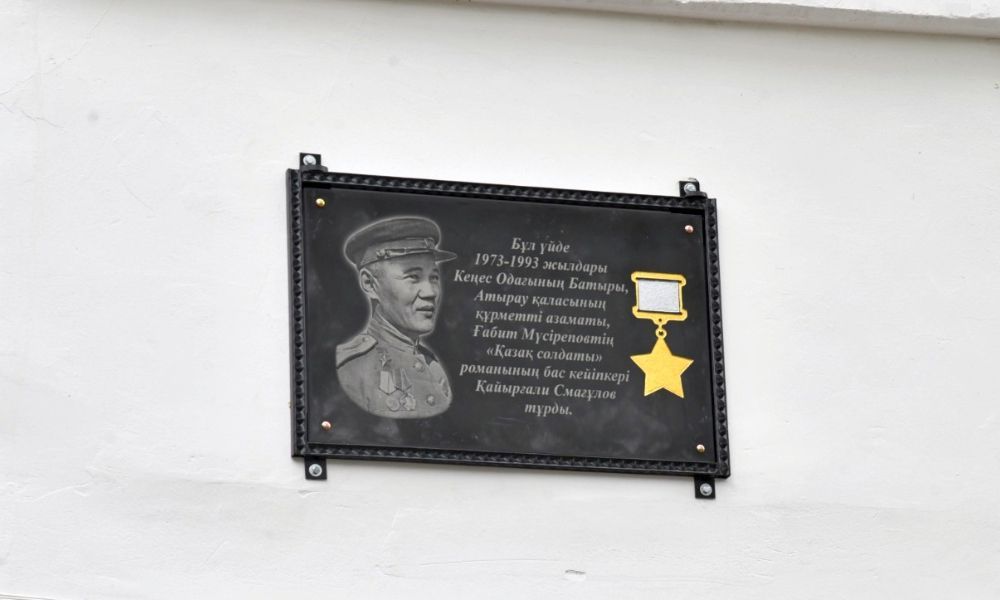 Бұл үйде
1973-1993 жылдары
Кеңес Одағының Батыры,
Атырау қаласының
құрметті азаматы,
Ғабит Мүсіреповтің
«Қазақ солдаты»
романының бас кейіпкері
Қайырғали Смағұлов
тұрды.